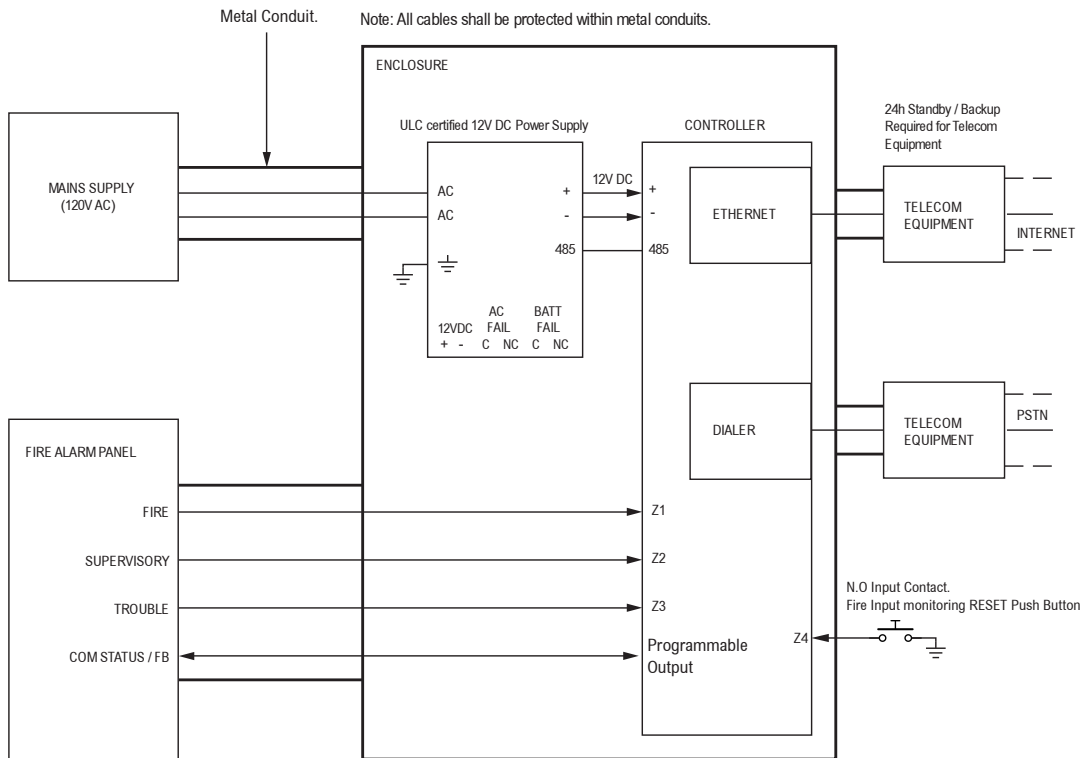 Metal Conduit.
Note: All cables shall be protected within metal conduits.
ENCLOSURE
ULC certified 12V DC Power Supply
CONTROLLER
24h Standby / Backup
Required for Telecom
Equipment
MAINS SUPPLY
(120V AC)
AC
+
12V DC
+
AC
-
-
485
485
ETHERNET
TELECOM
EQUIPMENT
INTERNET
AC
FAIL
BATT
FAIL
12VDC
+ - C NC C NC
DIALER
TELECOM
EQUIPMENT
PSTN
FIRE ALARM PANEL
FIRE
Z1
SUPERVISORY
Z2
TROUBLE
Z3
COM STATUS / FB
Programmable
Output
Z4
N.O Input Contact.
Fire Input monitoring RESET Push Button